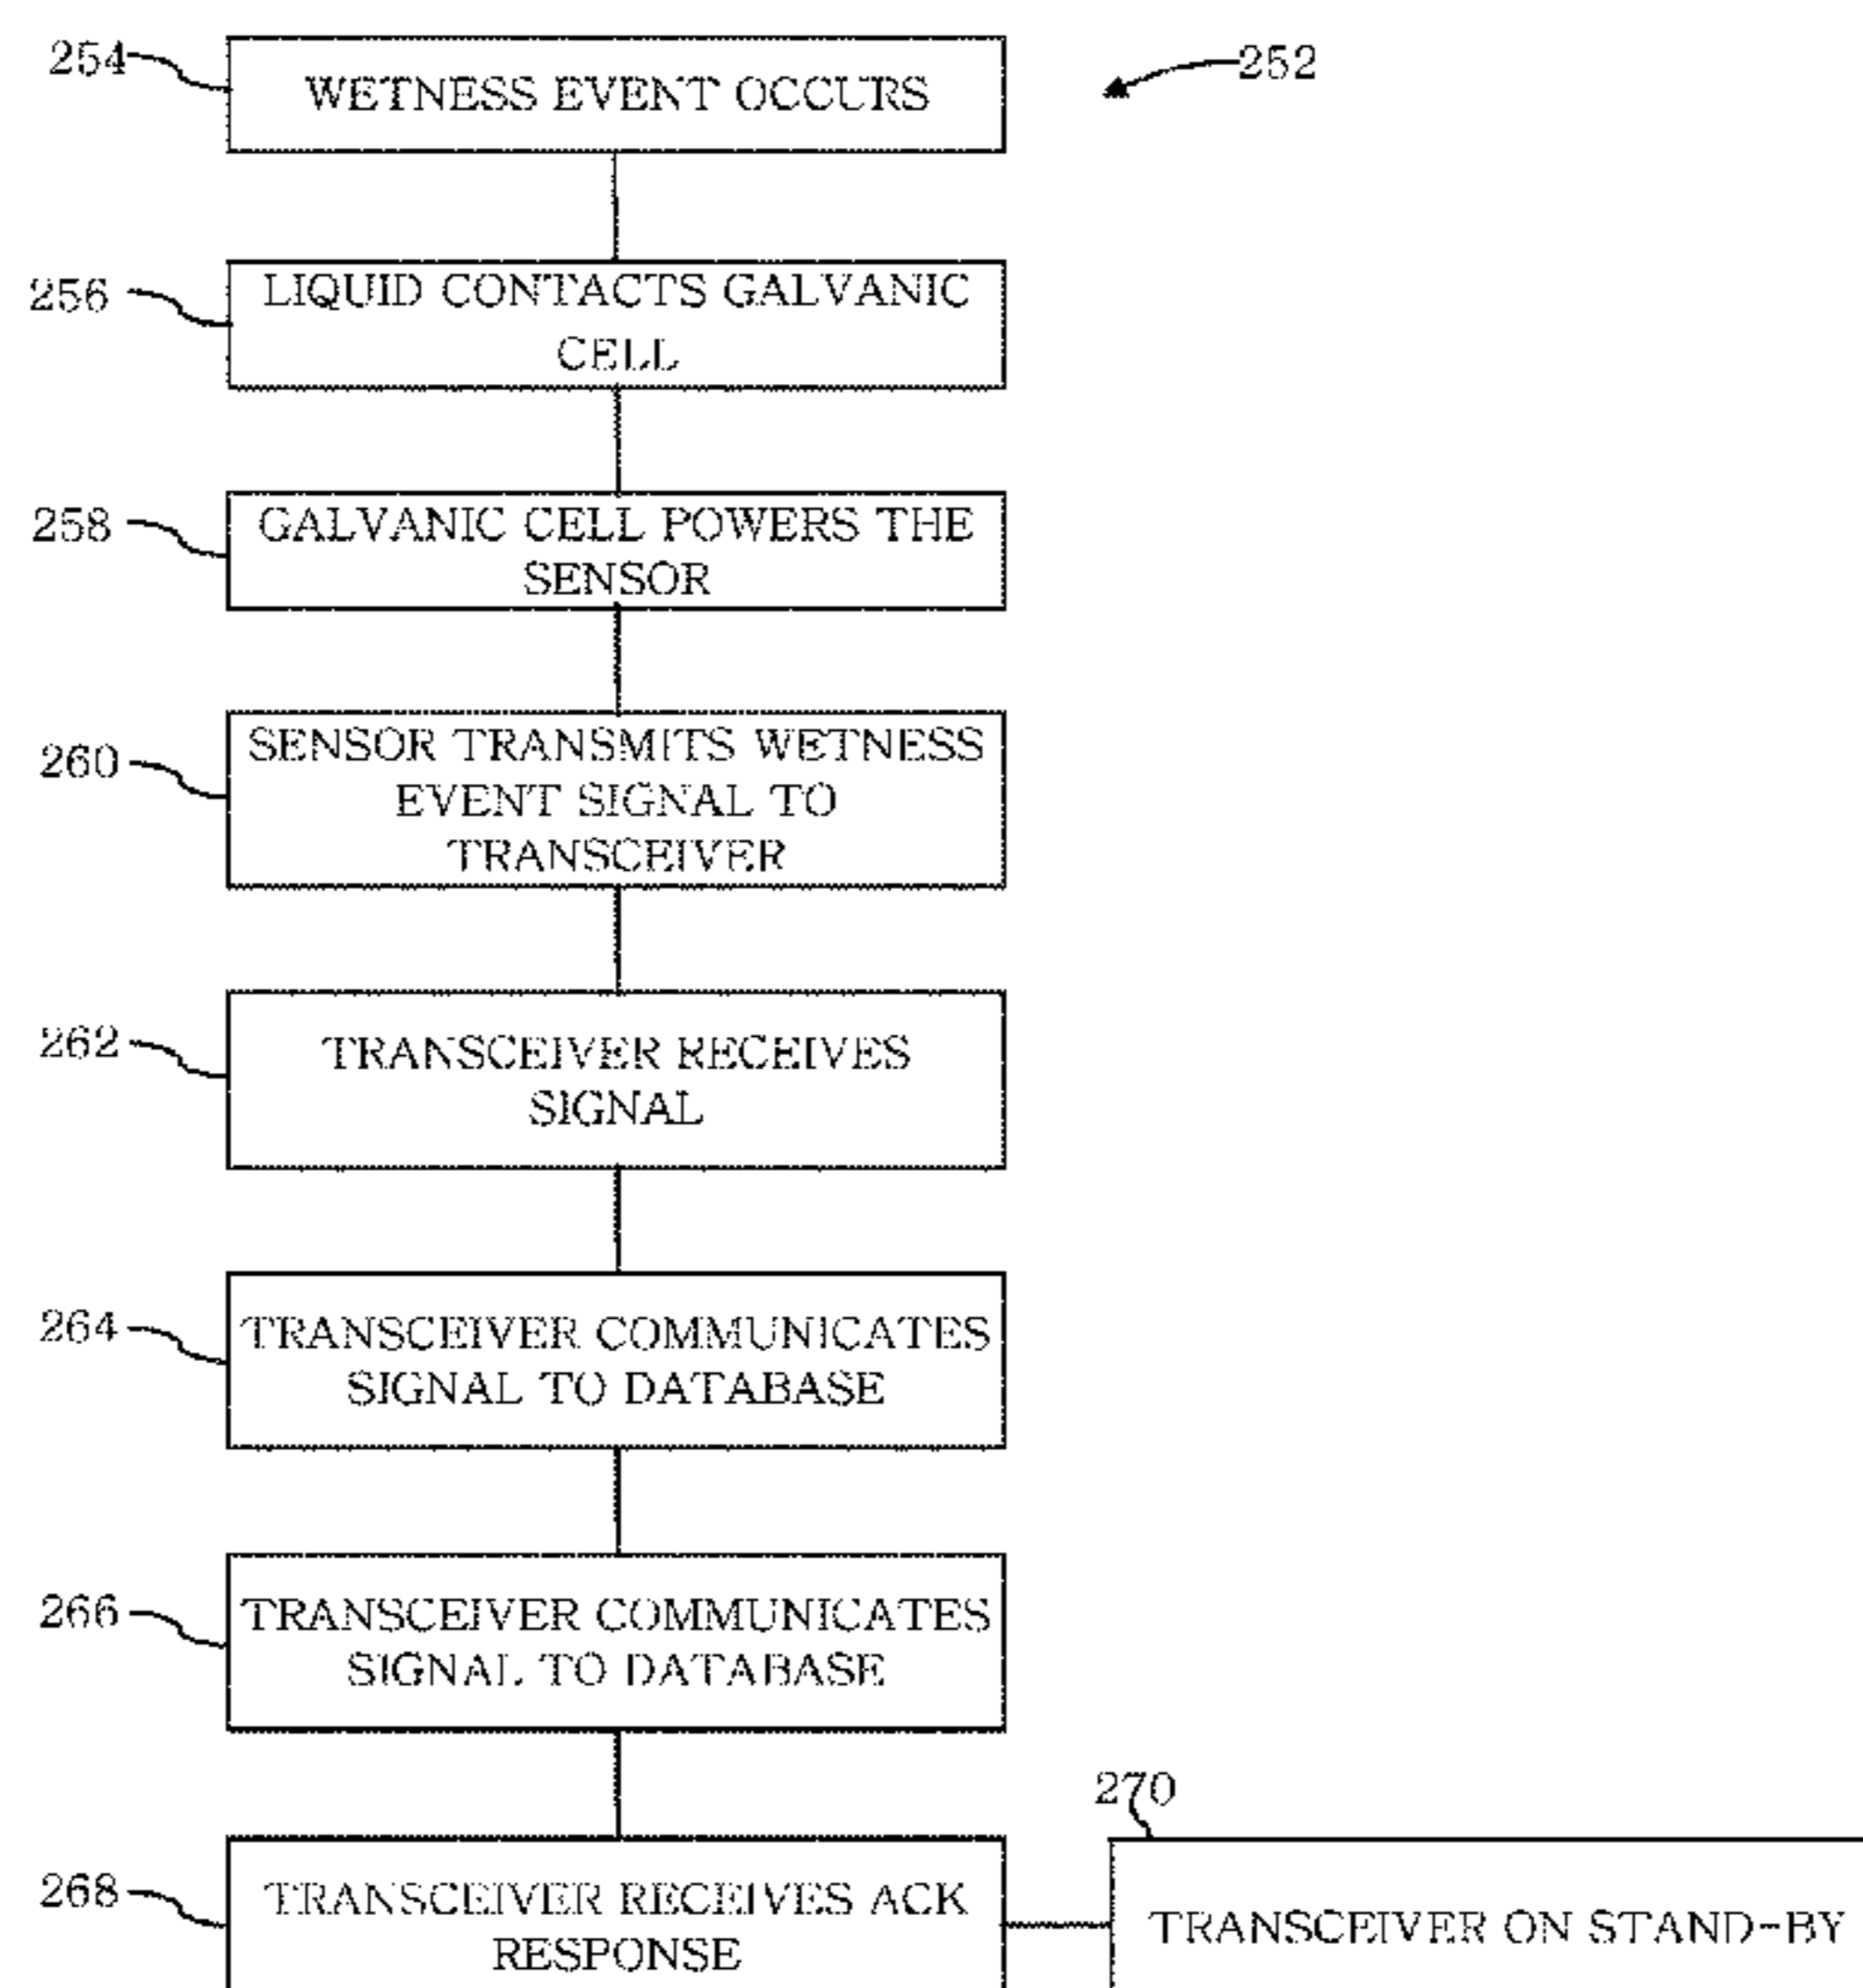 254
WETNESS EVENT OCCURS
252
256
LIQUID CONTACTS GALVANIC
CELL
258
GALVANIC CELL POWERS THE
SENSOR
260
SENSOR TRANSMITS WETNESS
EVENT SIGNAL TO
TRANSCEIVER
262
TRANSCEIVER RECEIVES
SIGNAL
264
TRANSCEIVER COMMUNICATES
SIGNAL TO DATABASE
266
TRANSCEIVER COMMUNICATES
SIGNAL TO DATABASE
268
TRANSCEIVER RECEIVES ACK
RESPONSE
270
TRANSCEIVER ON STAND-BY